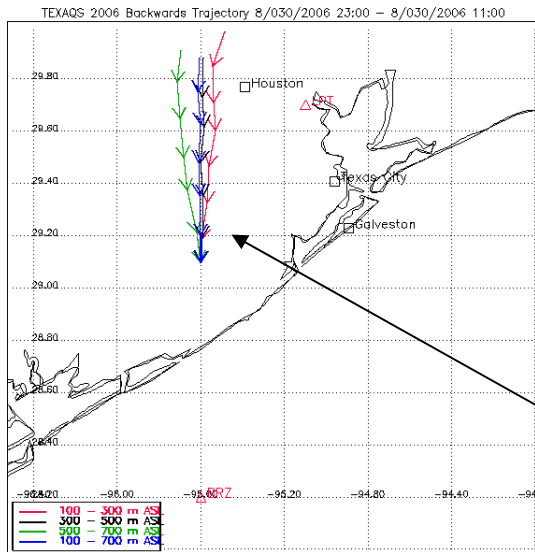 TEXAQS 2006 Backwards Trajectory 8/030/2006 23:00 – 8/030/2006 11:00
29.80
Houston
29.60
LPT
29.40
Texas City
29.20
Galveston
29.00
28.80
28.60
28.40
-96.00
-95.20
-94.80
-94.40
100 – 300 m ASL
300 – 500 m ASL
500 – 700 m ASL
100 – 700 m ASL